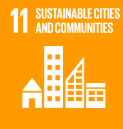 11 SUSTAINABLE CITIES
AND COMMUNITIES